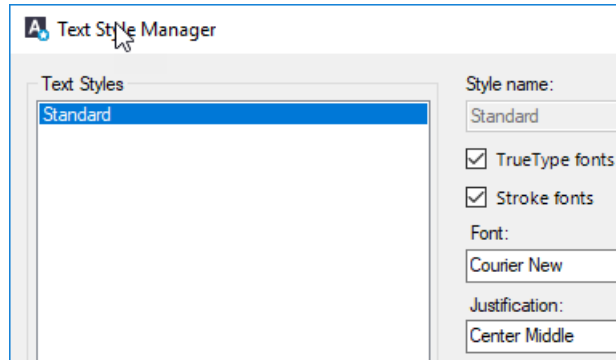 Text Style Manager
Text Styles
Standard
Style name:
Standard
TrueType fonts
Stroke fonts
Font:
Courier New
Justification:
Center Middle